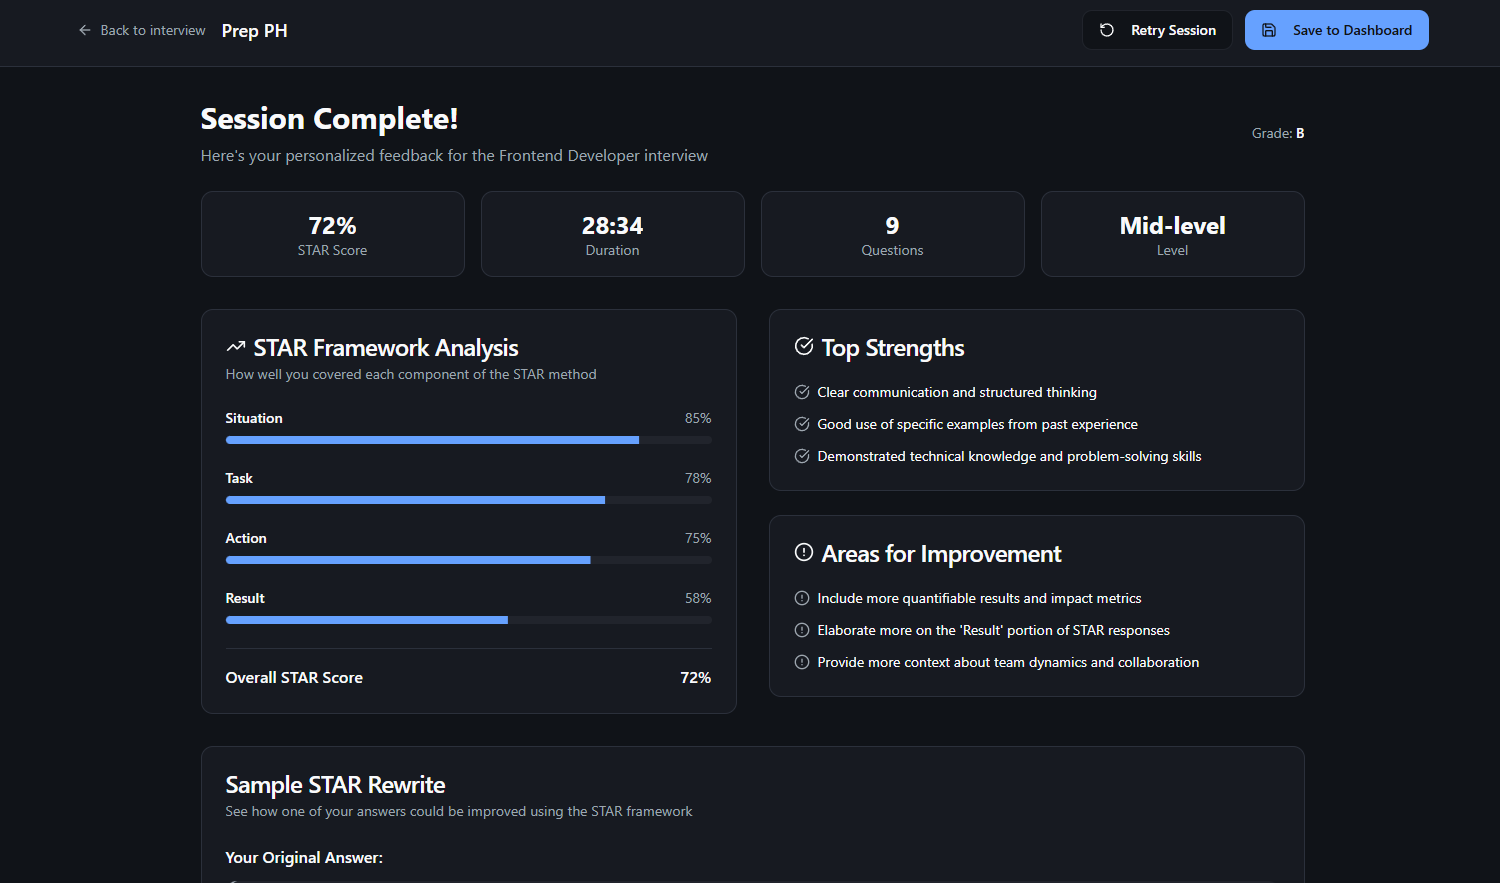 Back to interview
Prep PH
Retry Session
Save to Dashboard
Session Complete!
Here's your personalized feedback for the Frontend Developer interview
Grade: B
72%
STAR Score
28:34
Duration
9
Questions
Mid-level
Level
STAR Framework Analysis
How well you covered each component of the STAR method
Situation 85%
Task 78%
Action 75%
Result 58%
Overall STAR Score 72%
Top Strengths
Clear communication and structured thinking
Good use of specific examples from past experience
Demonstrated technical knowledge and problem-solving skills
Areas for Improvement
Include more quantifiable results and impact metrics
Elaborate more on the 'Result' portion of STAR responses
Provide more context about team dynamics and collaboration
Sample STAR Rewrite
See how one of your answers could be improved using the STAR framework
Your Original Answer: